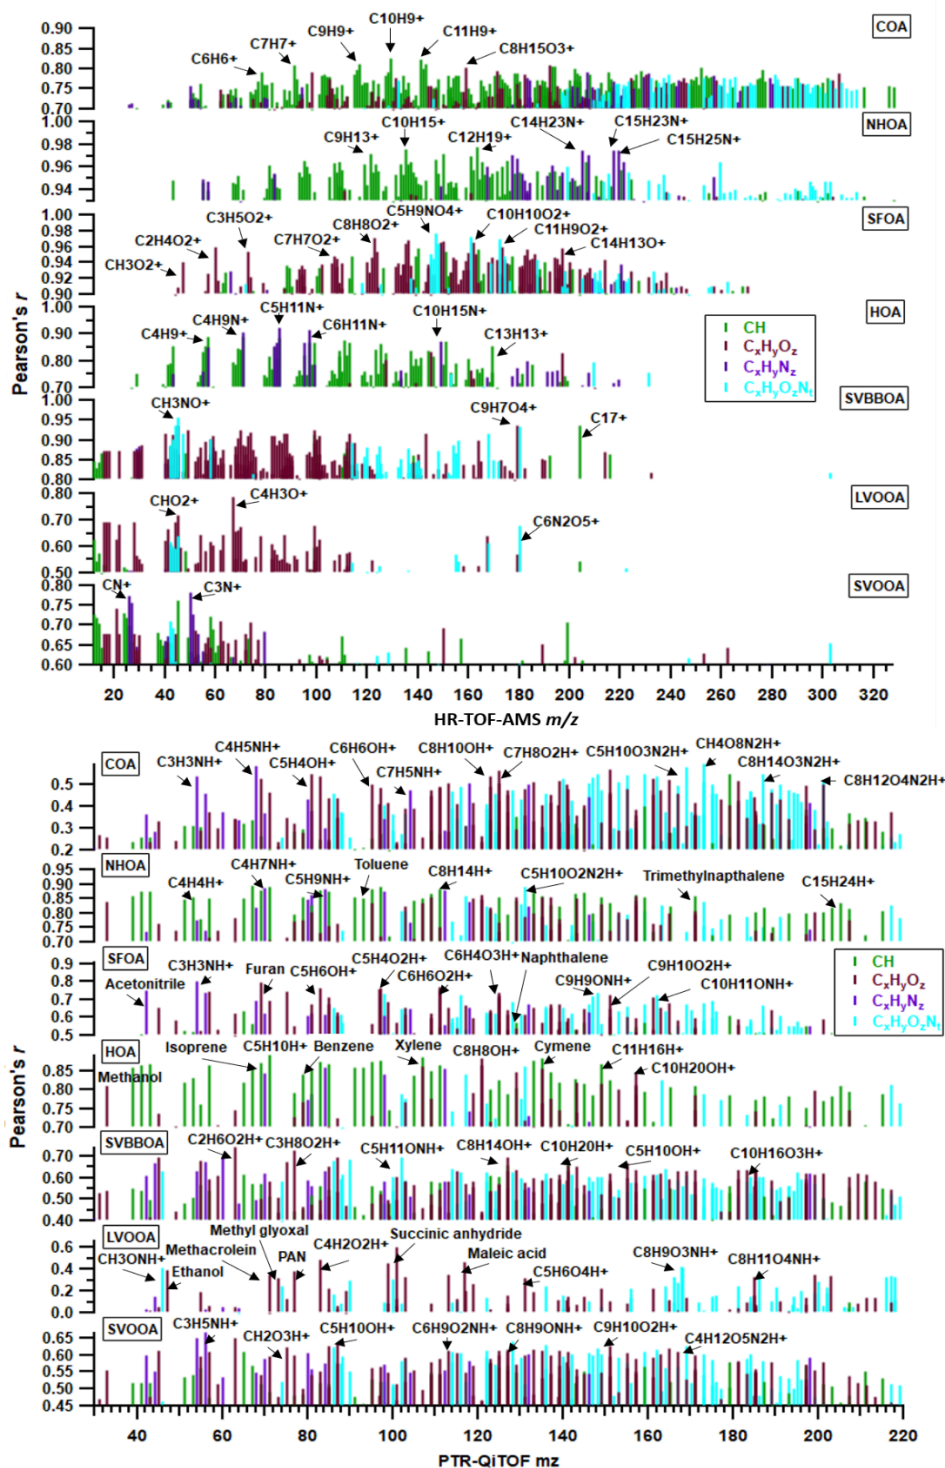 COA
0.90
0.85
0.80
0.75
0.70
C6H6+
C7H7+
C9H9+
C10H9+
C11H9+
C8H15O3+
NHOA
1.00
0.98
0.96
0.94
C9H13+
C10H15+
C12H19+
C14H23N+
C15H23N+
C15H25N+
SFOA
1.00
0.98
0.96
0.94
0.92
0.90
CH3O2+
C2H4O2+
C3H5O2+
C7H7O2+
C8H8O2+
C5H9NO4+
C10H10O2+
C11H9O2+
C14H13O+
HOA
1.00
0.90
0.80
0.70
C4H9+
C4H9N+
C5H11N+
C6H11N+
C10H15N+
C13H13+
CH
CxHyOz
CxHyNz
CxHyOzNt
SVBBOA
1.00
0.95
0.90
0.85
0.80
CH3NO+
C9H7O4+
C17+
LVOOA
0.80
0.70
0.60
0.50
CHO2+
C4H3O+
C6N2O5+
SVOOA
0.80
0.75
0.70
0.65
0.60
CN+
C3N+
Pearson's r
20 40 60 80 100 120 140 160 180 200 220 240 260 280 300 320
HR-TOF-AMS m/z
COA
0.5
0.4
0.3
0.2
C3H3NH+
C4H5NH+
C5H4OH+
C6H6OH+
C7H5NH+
C8H10OH+
C7H8O2H+
C5H10O3N2H+
CH4O8N2H+
C8H14O3N2H+
C8H12O4N2H+
NHOA
0.95
0.90
0.85
0.80
0.75
0.70
C4H4H+
C4H7NH+
C5H9NH+
Toluene
C8H14H+
C5H10O2N2H+
Trimethylnapthalene
C15H24H+
SFOA
0.9
0.8
0.7
0.6
0.5
Acetonitrile
C3H3NH+
Furan
C5H6OH+
C5H4O2H+
C6H6O2H+
C6H4O3H+
Naphthalene
C9H9ONH+
C9H10O2H+
C10H11ONH+
CH
CxHyOz
CxHyNz
CxHyOzNt
HOA
0.85
0.80
0.75
0.70
Methanol
Isoprene
C5H10H+
Benzene
Xylene
C8H8OH+
Cymene
C11H16H+
C10H20OH+
SVBBOA
0.70
0.60
0.50
0.40
C2H6O2H+
C3H8O2H+
C5H11ONH+
C8H14OH+
C10H20H+
C5H10OH+
C10H16O3H+
LVOOA
0.6
0.4
0.2
0.0
CH3ONH+
Ethanol
Methacrolein
Methyl glyoxal
PAN
C4H2O2H+
Succinic anhydride
Maleic acid
C5H6O4H+
C8H9O3NH+
C8H11O4NH+
SVOOA
0.65
0.60
0.55
0.50
0.45
C3H5NH+
CH2O3H+
C5H10OH+
C6H9O2NH+
C8H9ONH+
C9H10O2H+
C4H12O5N2H+
Pearson's r
40 60 80 100 120 140 160 180 200 220
PTR-QiTOF mz